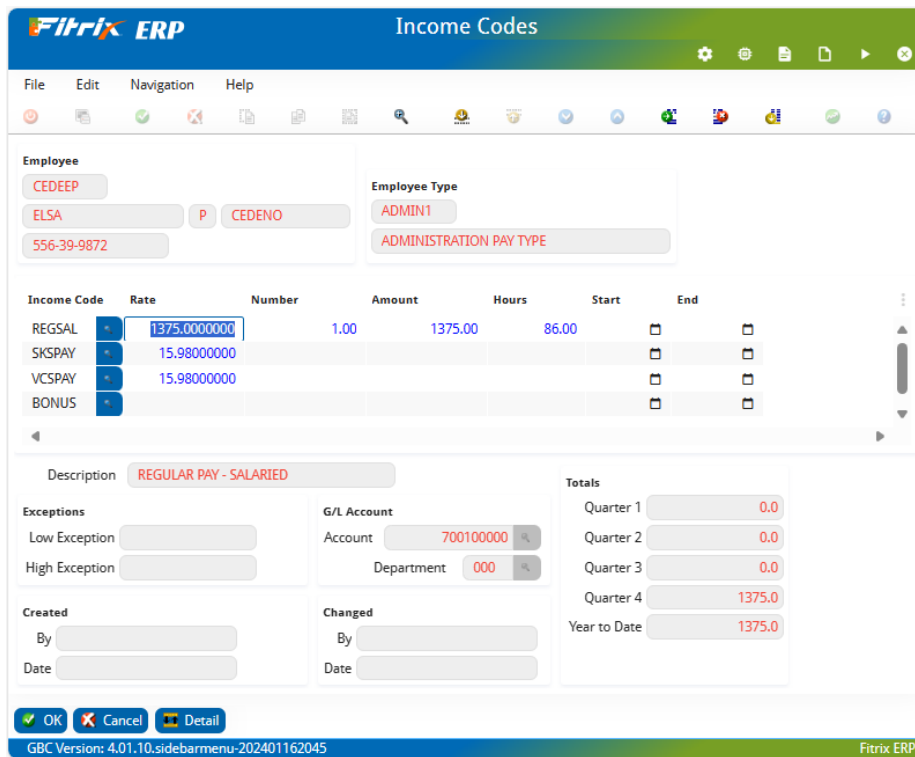 Fitrix ERP
Income Codes
File Edit Navigation Help
Employee
CEDEEP
ELSA P CEDENO
556-39-9872
Employee Type
ADMIN1
ADMINISTRATION PAY TYPE
Income Code Rate Number Amount Hours Start End
REGSAL 1375.0000000 1.00 1375.00 86.00
SKSPAY 15.98000000
VCSPAY 15.98000000
BONUS
Description REGULAR PAY - SALARIED
Exceptions
Low Exception
High Exception
G/L Account
Account 700100000
Department 000
Totals
Quarter 1 0.0
Quarter 2 0.0
Quarter 3 0.0
Quarter 4 1375.0
Year to Date 1375.0
Created
By
Date
Changed
By
Date
OK Cancel Detail
GBC Version: 4.01.10.sidebarmenu-202401162045 Fitrix ERP